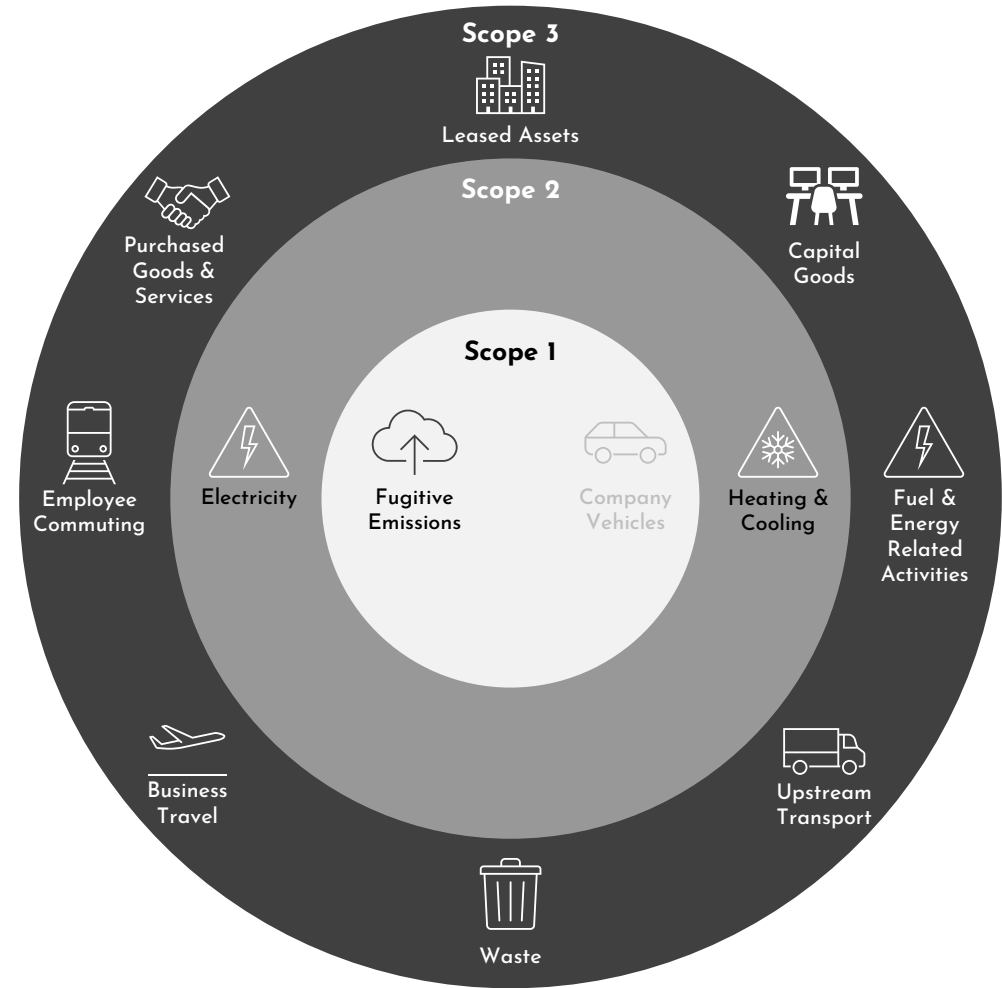 Scope 3
Leased Assets
Scope 2
Purchased
Goods &
Services
Capital
Goods
Scope 1
Employee
Commuting
Electricity
Fugitive
Emissions
Company
Vehicles
Heating &
Cooling
Fuel &
Energy
Related
Activities
Business
Travel
Upstream
Transport
Waste